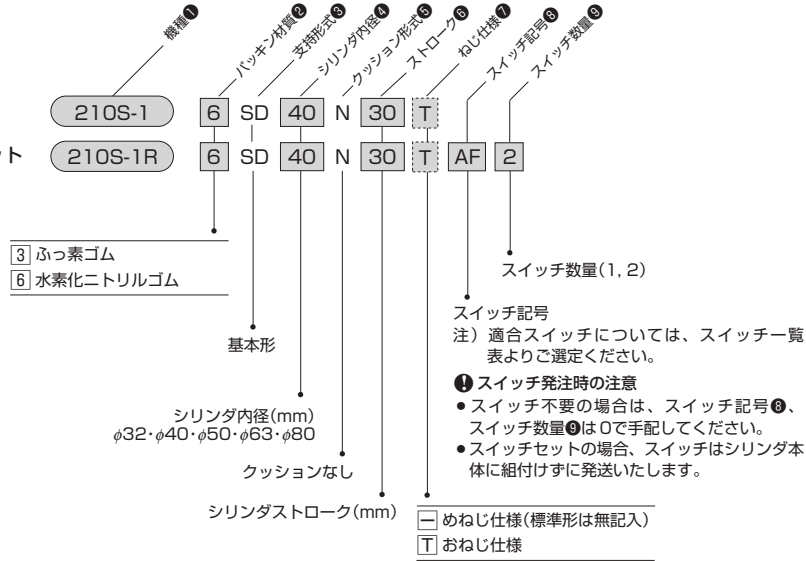 機種❶
パッキン材質❷
支持形式❸
シリンダ内径❹
クッション形式❺
ストローク❻
ねじ仕様❼
スイッチ記号❽
スイッチ数量❾
210S-1 6 SD 40 N 30 T
210S-1R 6 SD 40 N 30 T AF 2
3 ふっ素ゴム
6 水素化ニトリルゴム
基本形
シリンダ内径(mm)
φ32・φ40・φ50・φ63・φ80
クッションなし
シリンダストローク(mm)
ー めねじ仕様(標準形は無記入)
T おねじ仕様
スイッチ数量(1, 2)
スイッチ記号
注) 適合スイッチについては、スイッチ一覧
表よりご選定ください。
スイッチ発注時の注意
● スイッチ不要の場合は、スイッチ記号❽、
スイッチ数量❾は0で手配してください。
● スイッチセットの場合、スイッチはシリンダ本
体に組付けずに発送いたします。